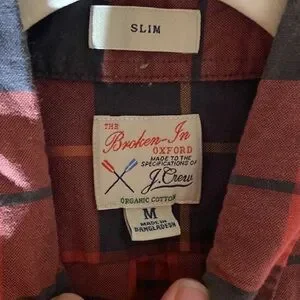 SLIM
THE
Broken-In
OXFORD
MADE TO THE
SPECIFICATIONS OF
J.Crew
ORGANIC COTTON
M
MADE IN
BANGLADESH